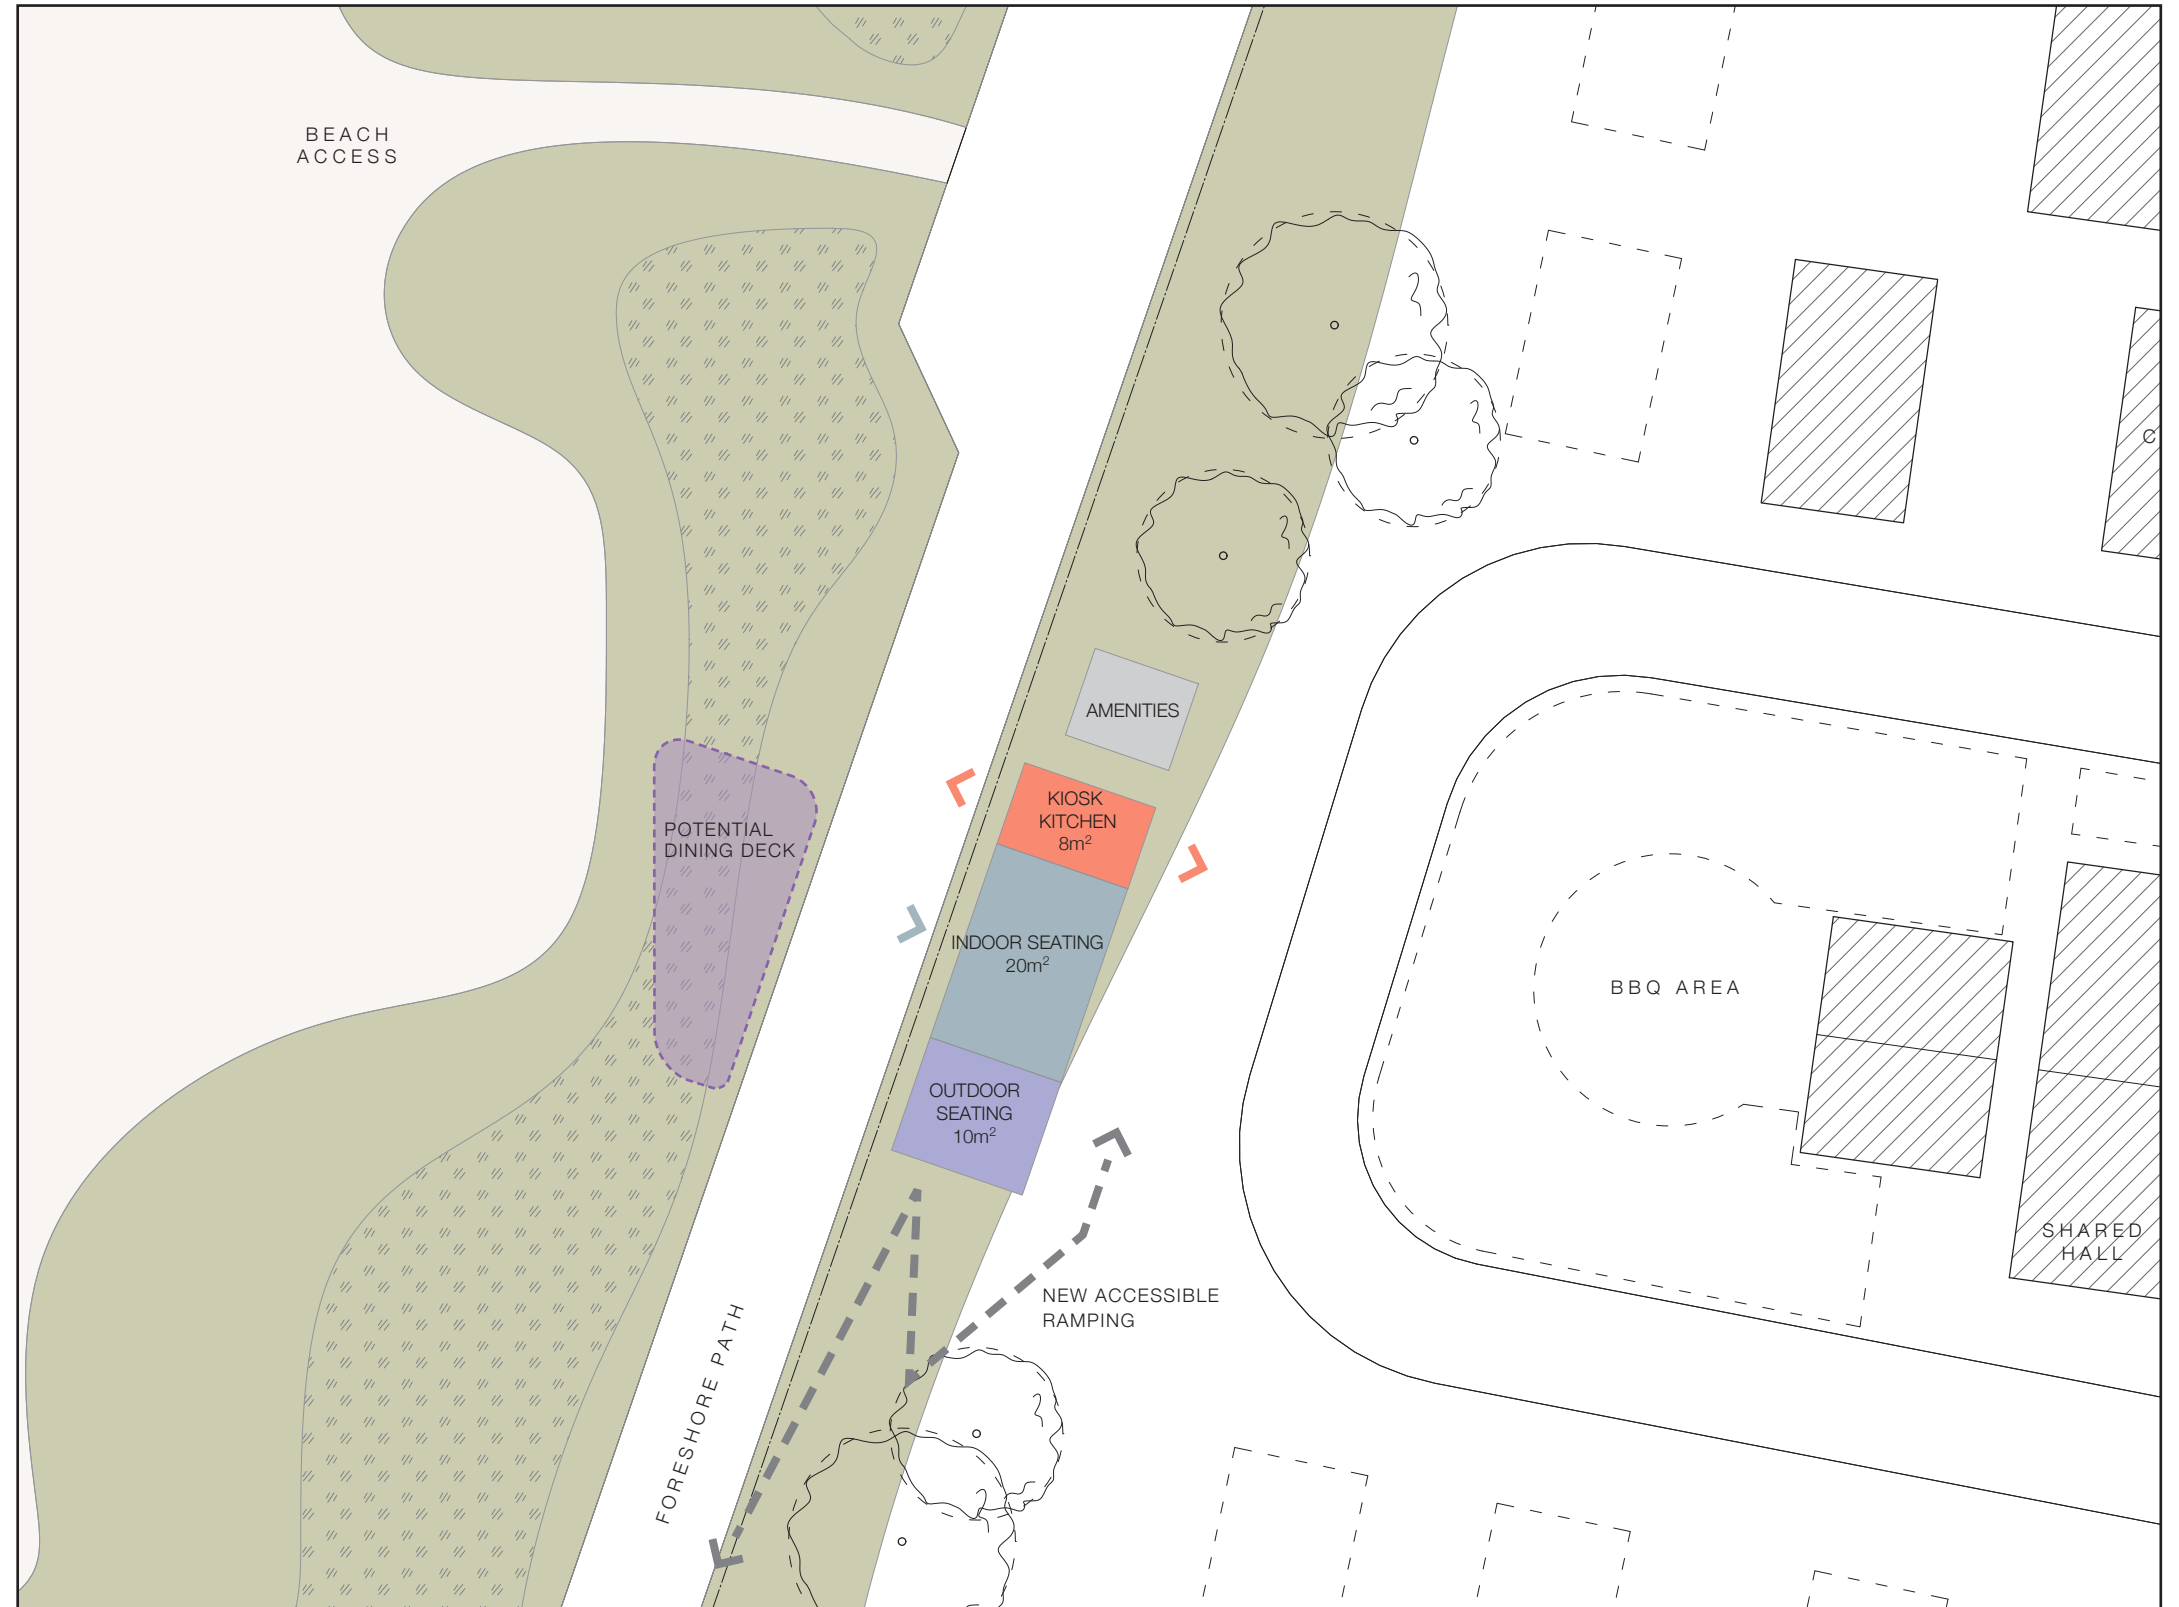 BEACH
ACCESS
C
AMENITIES
KIOSK
KITCHEN
8m²
POTENTIAL
DINING DECK
INDOOR SEATING
20m²
BBQ AREA
OUTDOOR
SEATING
10m²
SHARED
HALL
NEW ACCESSIBLE
RAMPING
FORESHORE PATH